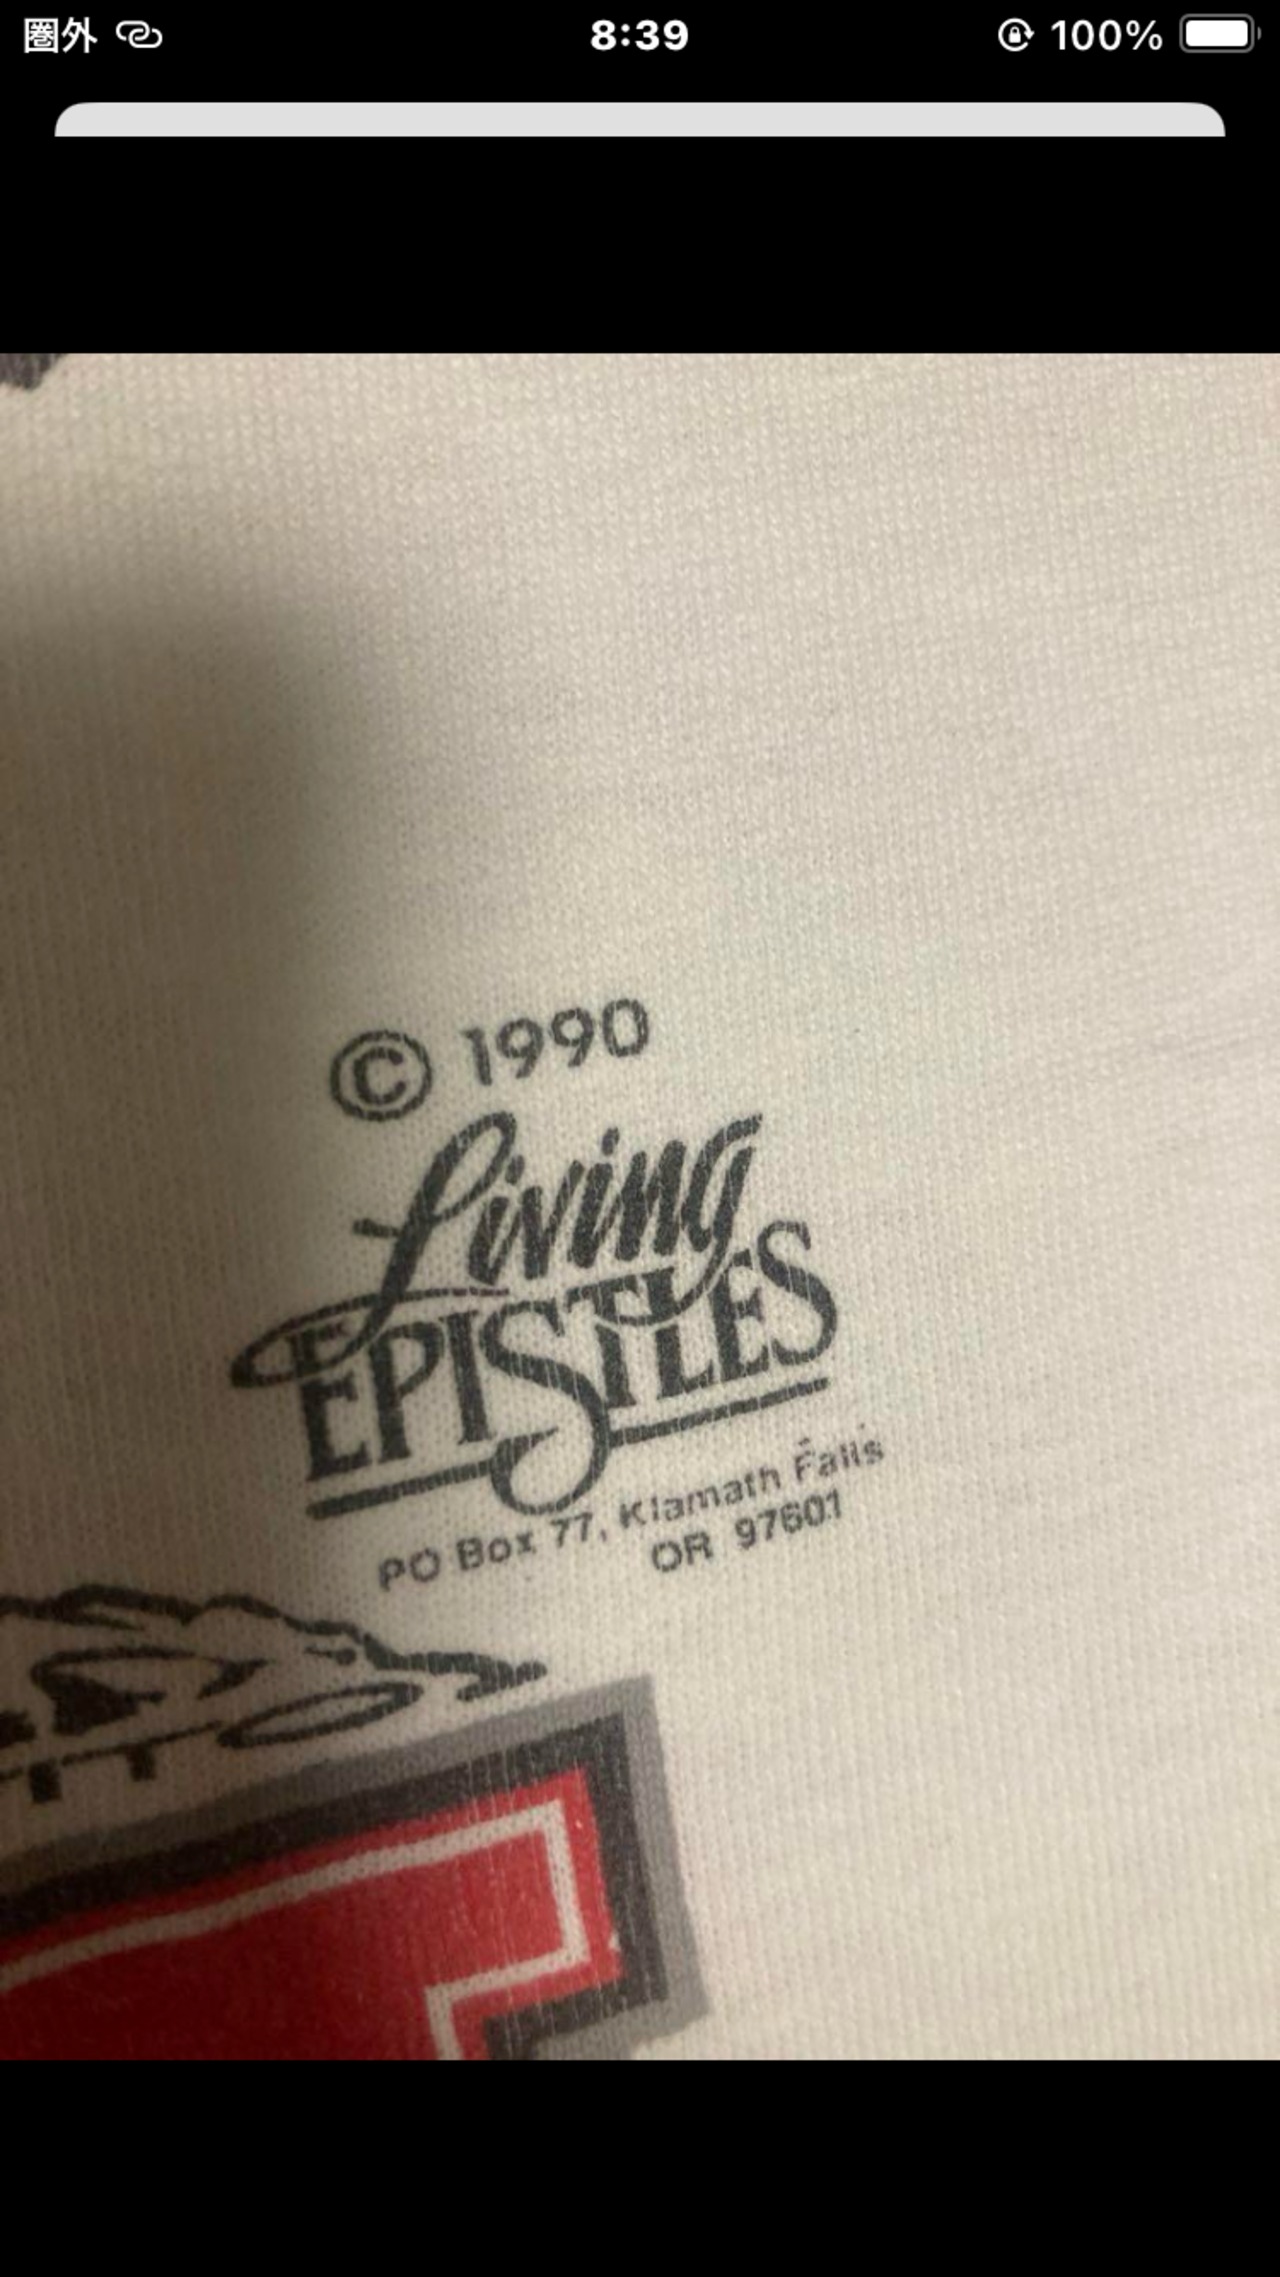 圏外 8:39 100%
© 1990
Living
EPISTLES
PO Box 77, Klamath Falls
OR 97601